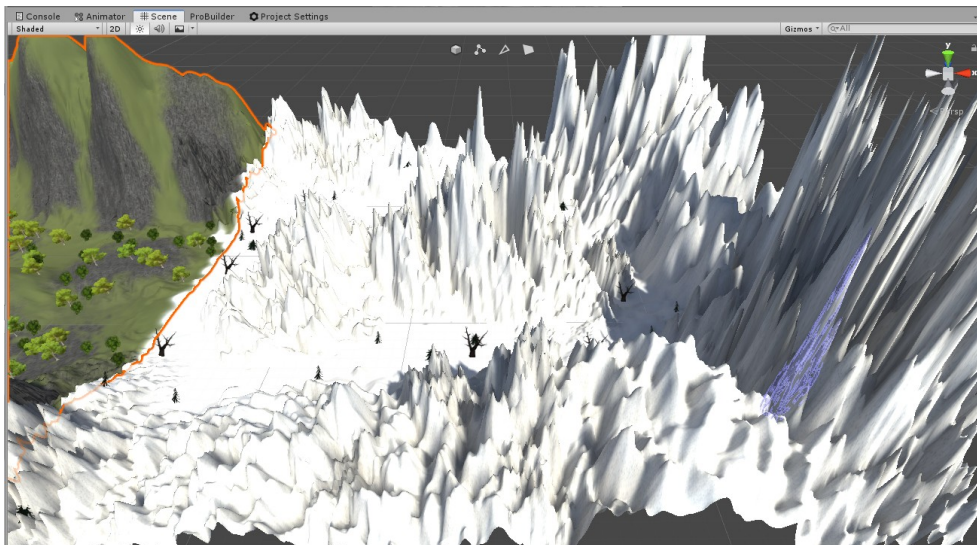 Console Animator Scene ProBuilder Project Settings
Shaded 2D Gizmos All
y
x
Persp